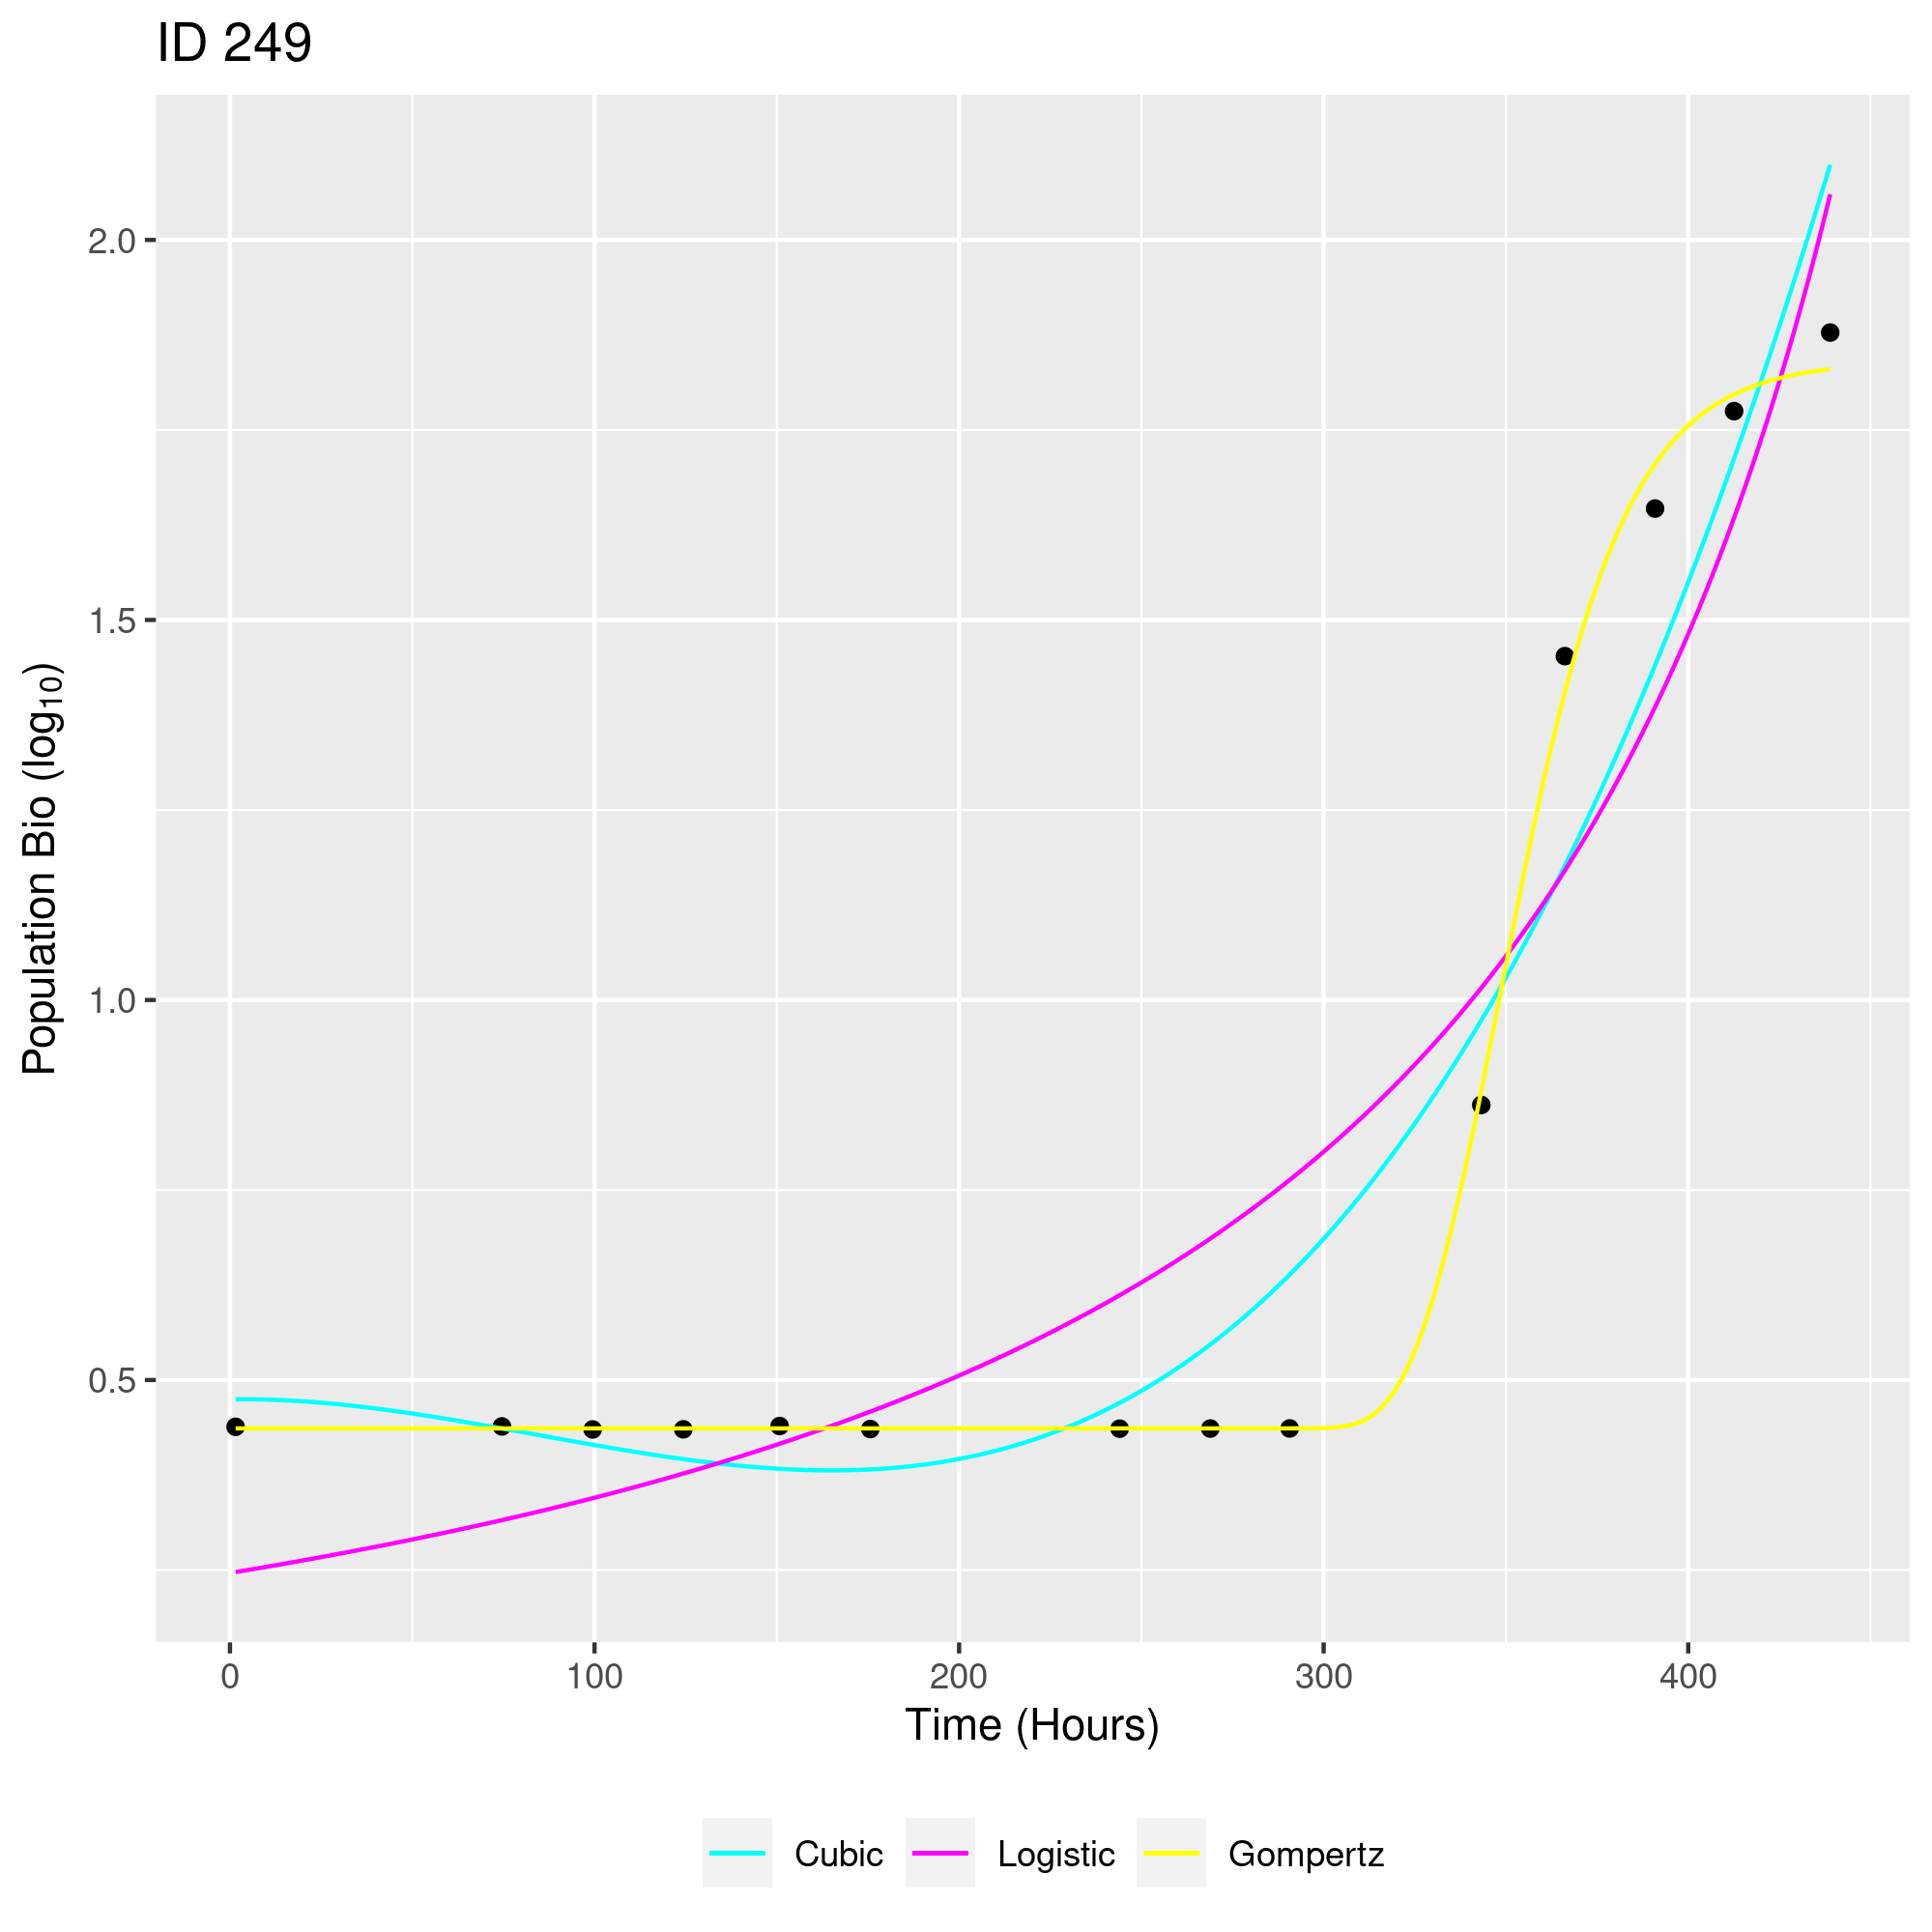 ID 249
Population Bio (log₁₀)
2.0
1.5
1.0
0.5
0 100 200 300 400
Time (Hours)
Cubic Logistic Gompertz